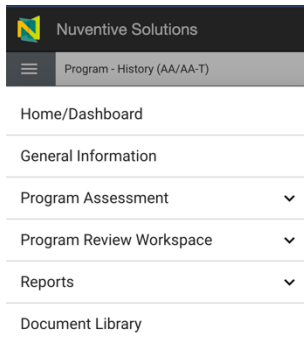 Nuventive Solutions
Program - History (AA/AA-T)
Home/Dashboard
General Information
Program Assessment
Program Review Workspace
Reports
Document Library